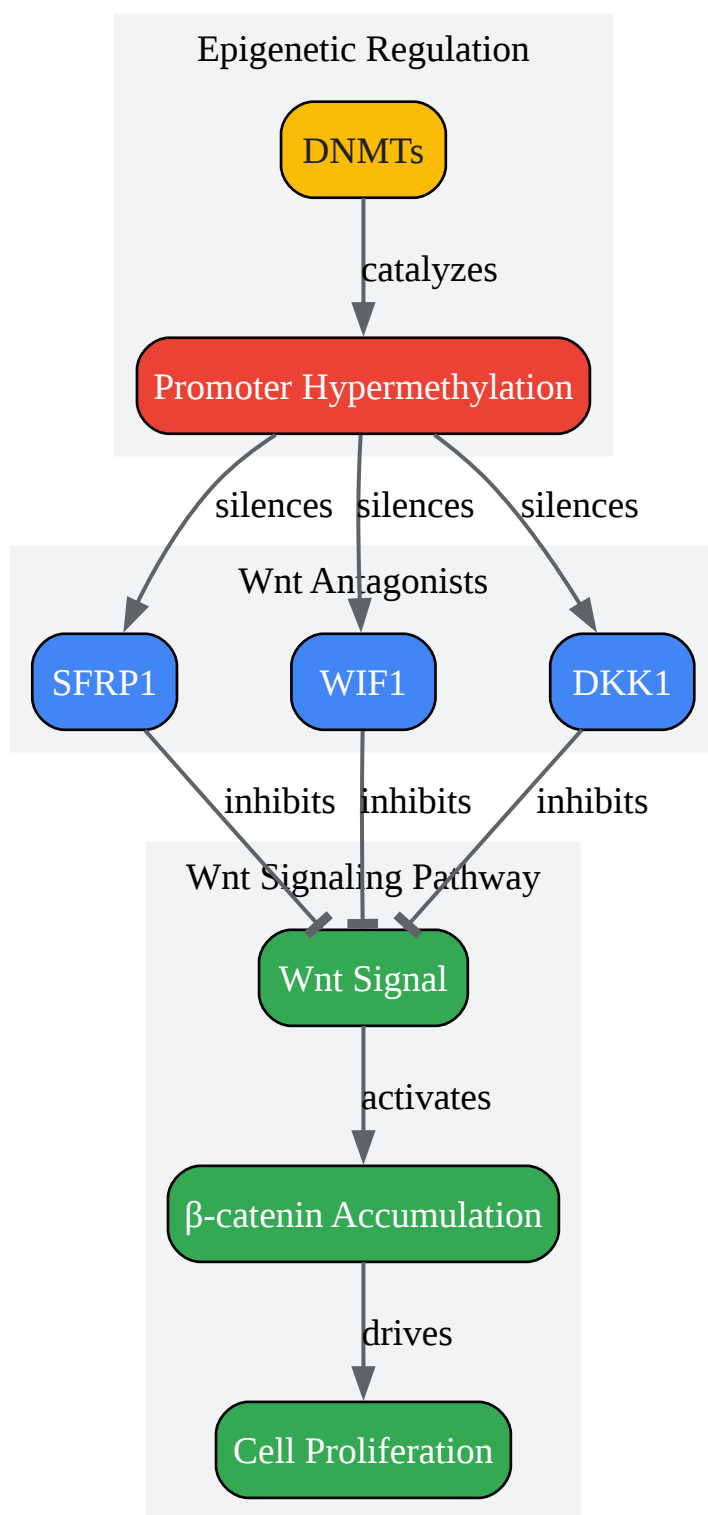 Epigenetic Regulation
DNMTs
catalyzes
Promoter Hypermethylation
silences silences silences
Wnt Antagonists
SFRP1 WIF1 DKK1
inhibits inhibits inhibits
Wnt Signaling Pathway
Wnt Signal
activates
β-catenin Accumulation
drives
Cell Proliferation